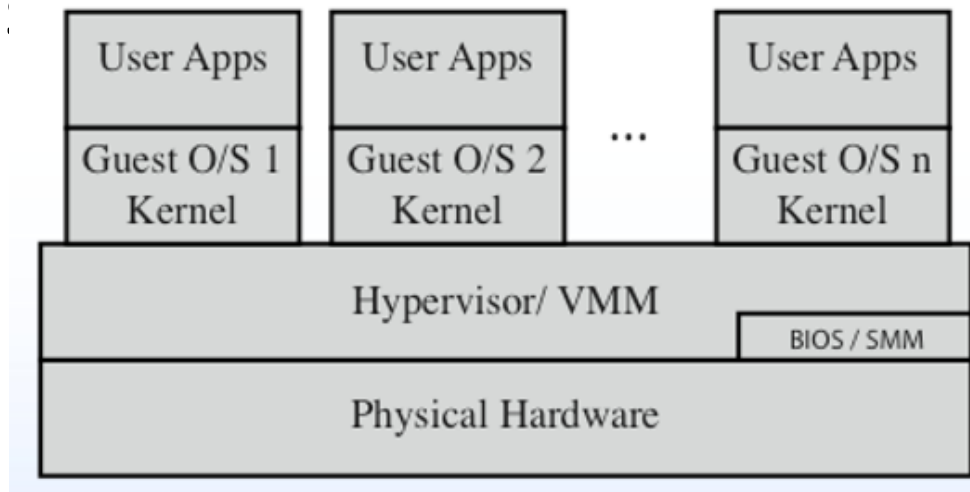 User Apps
User Apps
User Apps
...
Guest O/S 1
Kernel
Guest O/S 2
Kernel
Guest O/S n
Kernel
Hypervisor/ VMM
BIOS / SMM
Physical Hardware